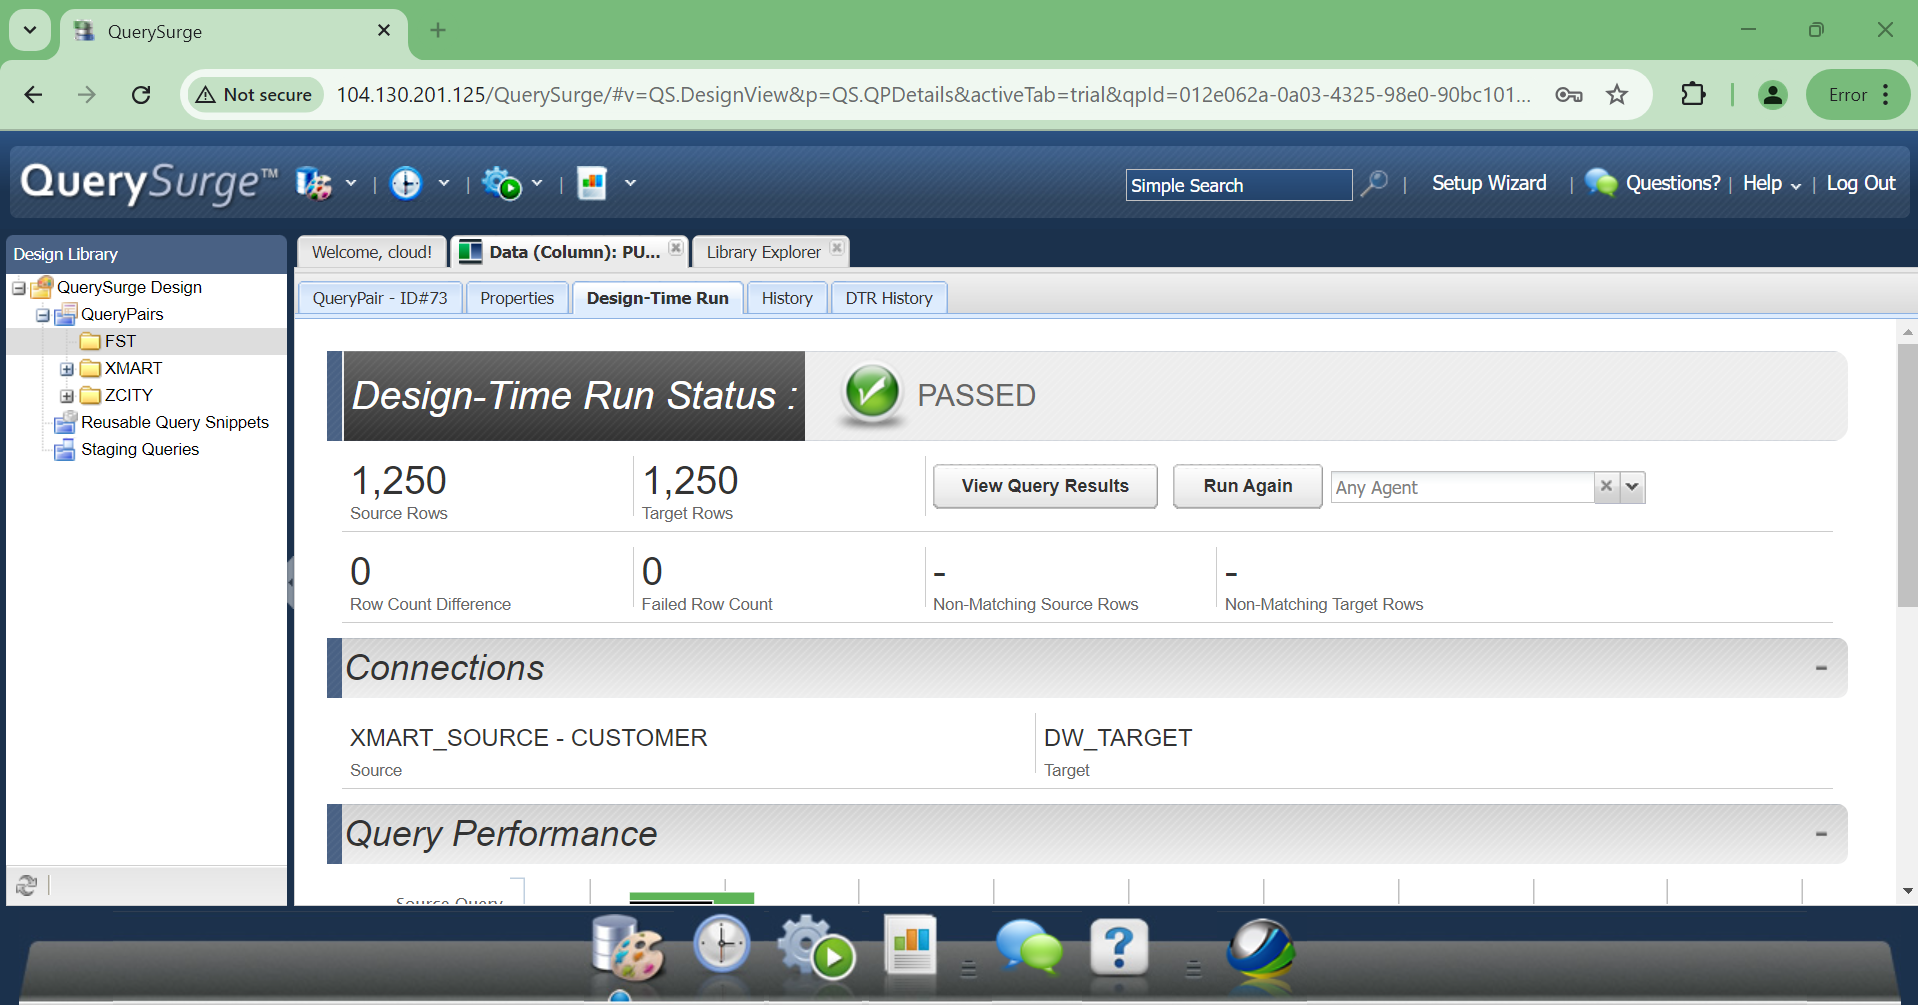 QuerySurge
Not secure
104.130.201.125/QuerySurge/#v=QS.DesignView&p=QS.QPDetails&activeTab=trial&qpId=012e062a-0a03-4325-98e0-90bc101...
Error
QuerySurge™
Simple Search
Setup Wizard
Questions?
Help
Log Out
Design Library
QuerySurge Design
QueryPairs
FST
XMART
ZCITY
Reusable Query Snippets
Staging Queries
Welcome, cloud!
Data (Column): PU...
Library Explorer
QueryPair - ID#73
Properties
Design-Time Run
History
DTR History
Design-Time Run Status :
PASSED
1,250
Source Rows
1,250
Target Rows
View Query Results
Run Again
Any Agent
0
Row Count Difference
0
Failed Row Count
-
Non-Matching Source Rows
-
Non-Matching Target Rows
Connections
XMART_SOURCE - CUSTOMER
Source
DW_TARGET
Target
Query Performance
Source Query